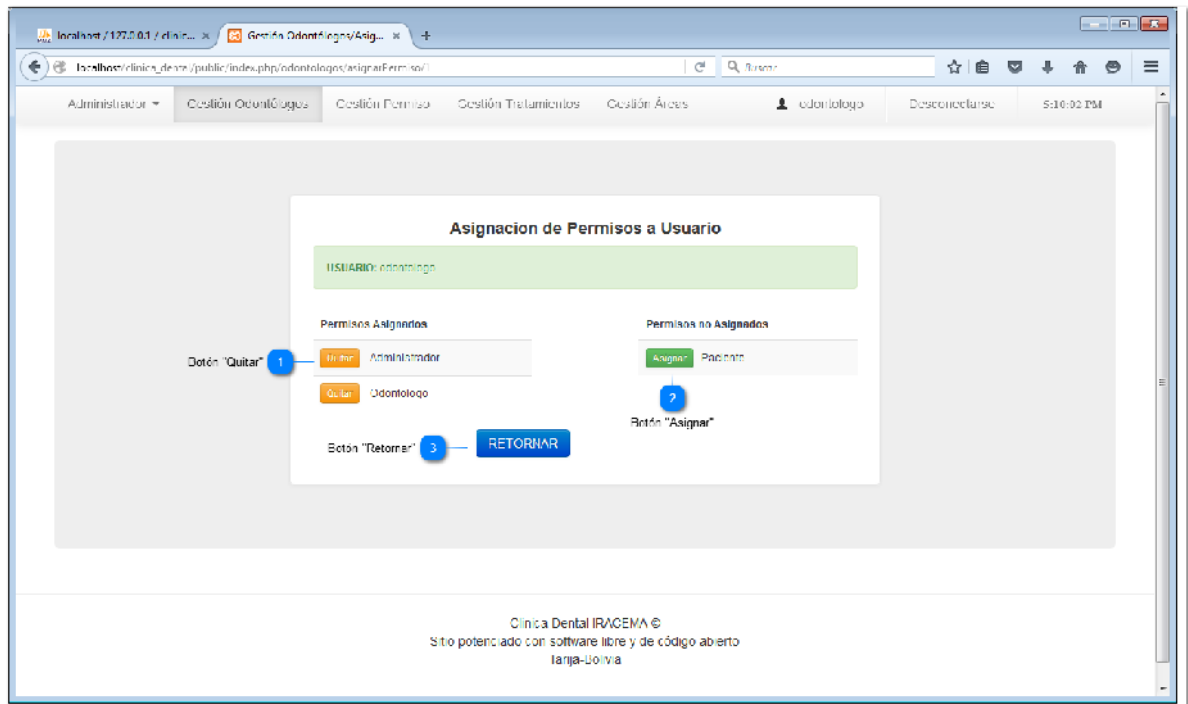 localhost / 127.0.0.1 / clinic... ×
Gestión Odontólogos/Asig... × +
localhost/clinica_dental/public/index.php/odontologos/asignarPermiso/
Buscar
Administrador
Gestión Odontólogos
Gestión Permiso
Gestión Tratamientos
Gestión Áreas
odontologo
Desconectarse
5:10:02 PM
Asignacion de Permisos a Usuario
USUARIO: odontologo
Permisos Asignados
Permisos no Asignados
Botón "Quitar" 1
Quitar Administrador
Asignar Paciente
Quitar Odontologo
2
Botón "Asignar"
Botón "Retornar" 3
RETORNAR
Clinica Dental IRACEMA ©
Sitio potenciado con software libre y de código abierto
Tarija-Bolivia